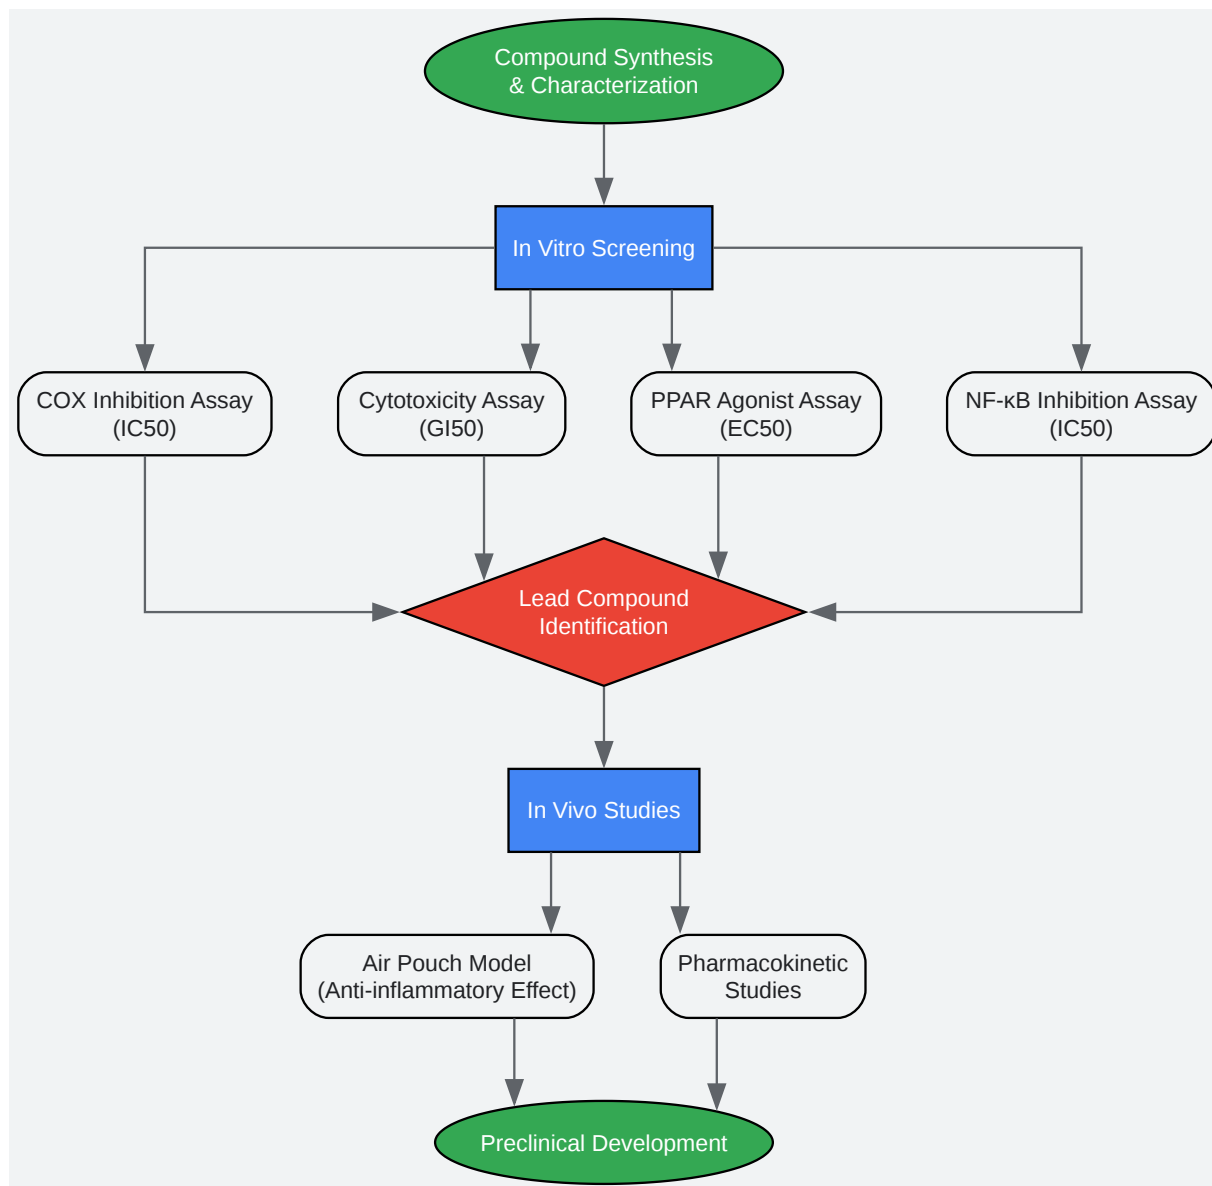 Compound Synthesis
& Characterization
In Vitro Screening
COX Inhibition Assay
(IC50)
Cytotoxicity Assay
(GI50)
PPAR Agonist Assay
(EC50)
NF-κB Inhibition Assay
(IC50)
Lead Compound
Identification
In Vivo Studies
Air Pouch Model
(Anti-inflammatory Effect)
Pharmacokinetic
Studies
Preclinical Development